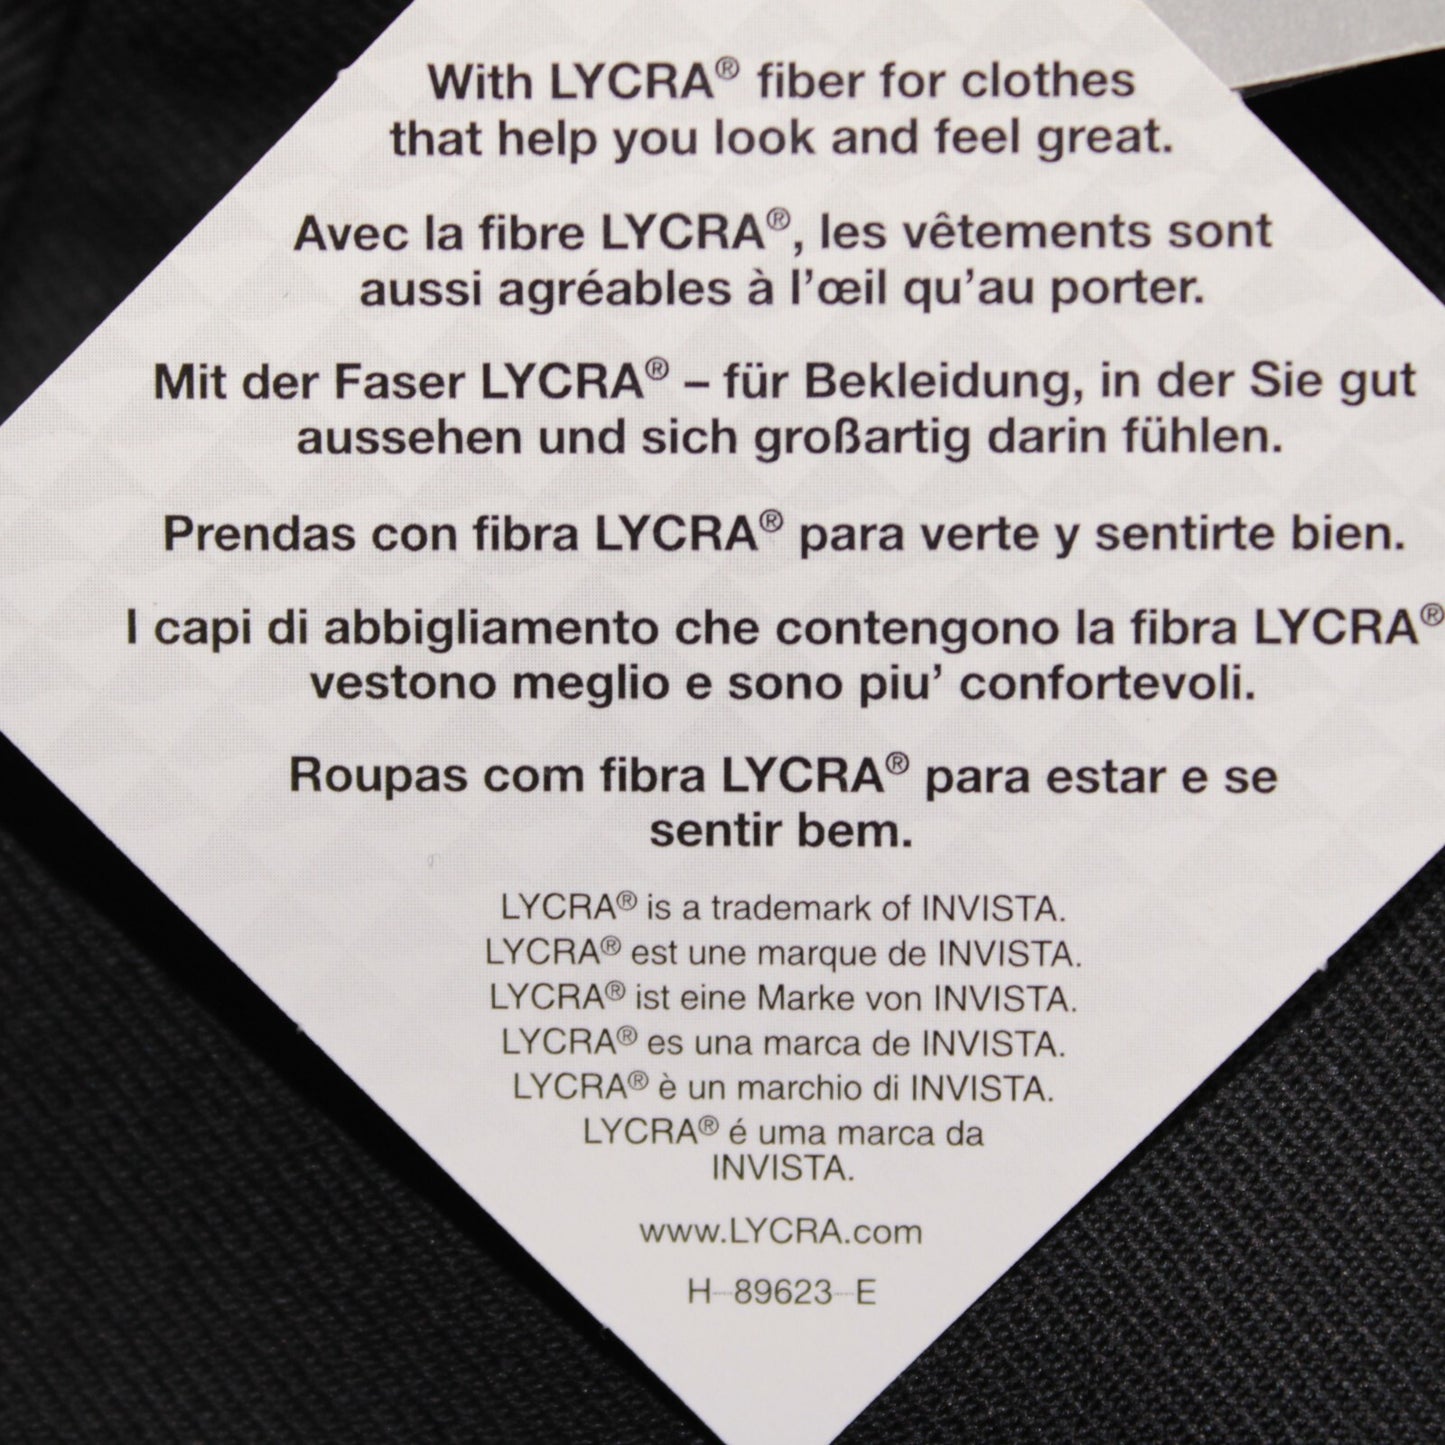 With LYCRA® fiber for clothes
that help you look and feel great.
Avec la fibre LYCRA®, les vêtements sont
aussi agréables à l’œil qu’au porter.
Mit der Faser LYCRA® – für Bekleidung, in der Sie gut
aussehen und sich großartig darin fühlen.
Prendas con fibra LYCRA® para verte y sentirte bien.
I capi di abbigliamento che contengono la fibra LYCRA®
vestono meglio e sono piu’ confortevoli.
Roupas com fibra LYCRA® para estar e se
sentir bem.
LYCRA® is a trademark of INVISTA.
LYCRA® est une marque de INVISTA.
LYCRA® ist eine Marke von INVISTA.
LYCRA® es una marca de INVISTA.
LYCRA® è un marchio di INVISTA.
LYCRA® é uma marca da
INVISTA.
www.LYCRA.com
H-89623-E